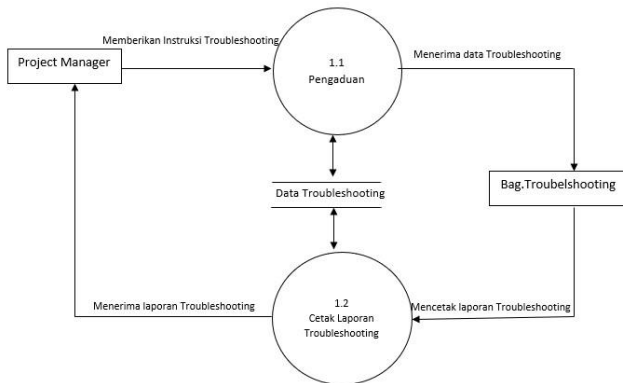 Memberikan Instruksi Troubleshooting
Project Manager
1.1
Pengaduan
Menerima data Troubleshooting
Data Troubleshooting
Bag.Troubelshooting
Menerima laporan Troubleshooting
1.2
Cetak Laporan
Troubleshooting
Mencetak laporan Troubleshooting